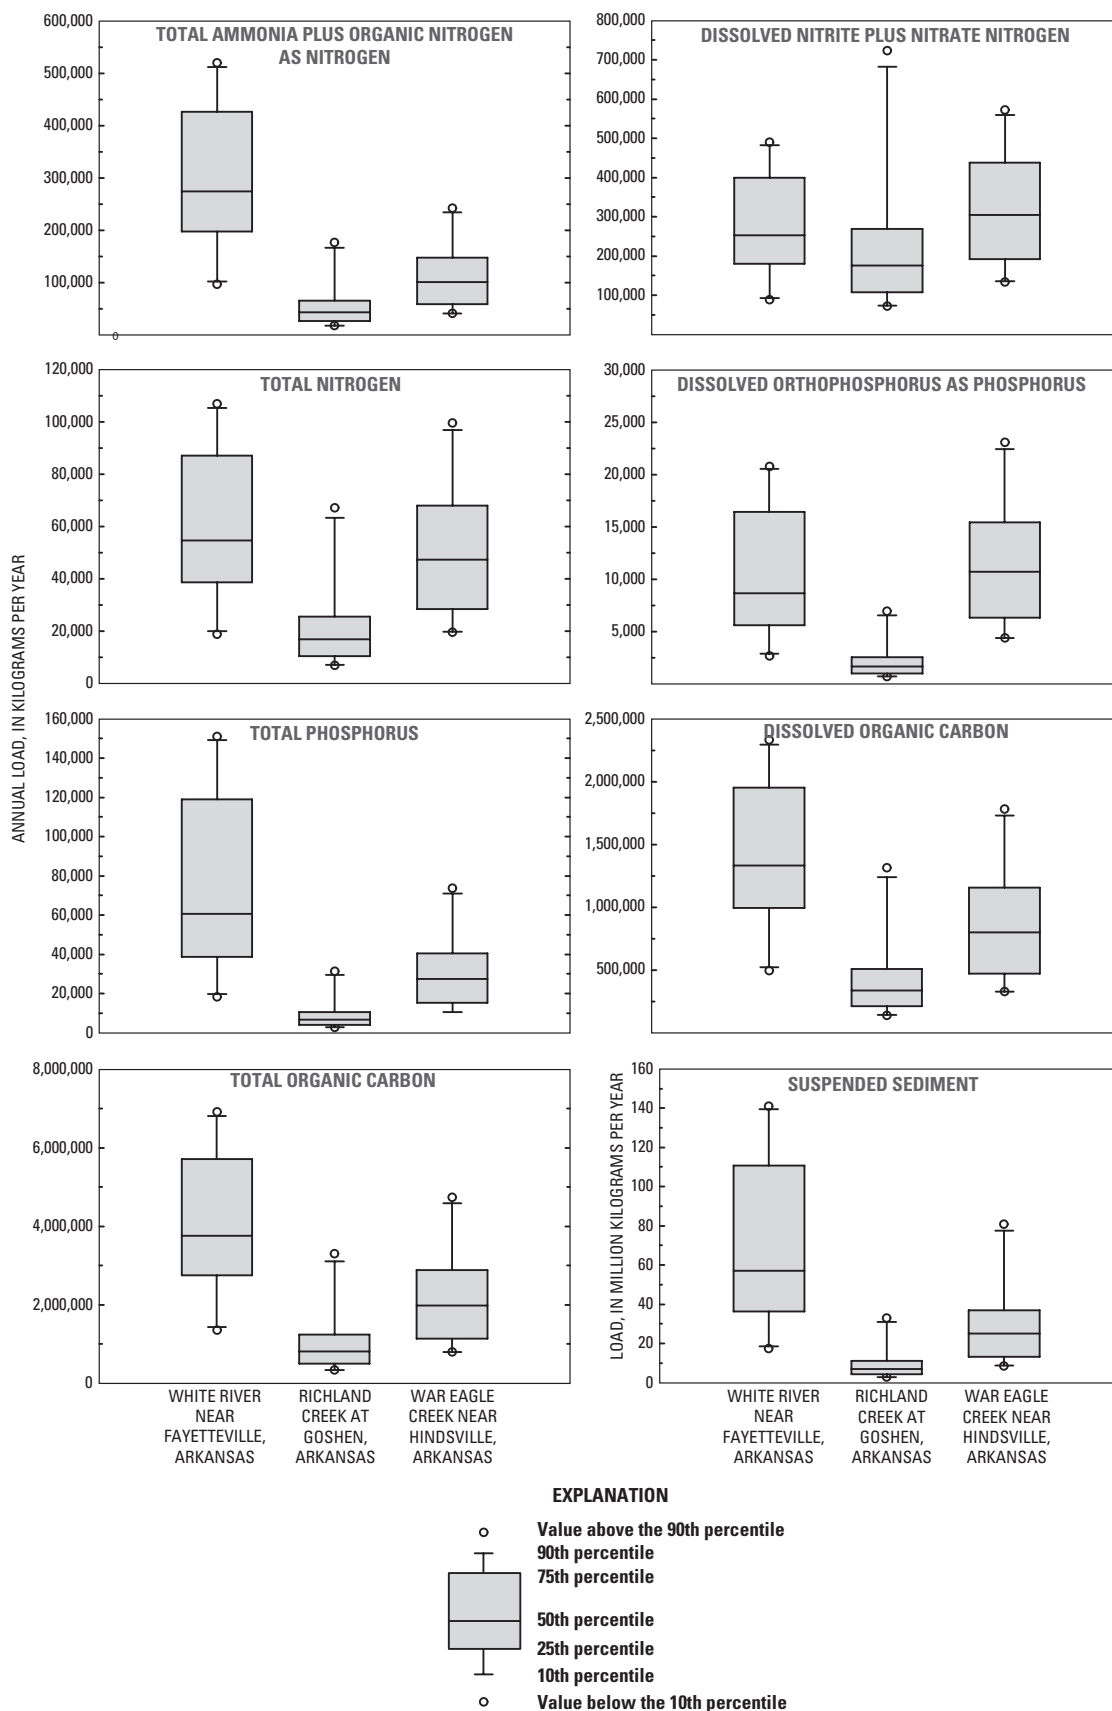 ANNUAL LOAD, IN KILOGRAMS PER YEAR
TOTAL AMMONIA PLUS ORGANIC NITROGEN
AS NITROGEN
600,000
500,000
400,000
300,000
200,000
100,000
0
DISSOLVED NITRITE PLUS NITRATE NITROGEN
800,000
700,000
600,000
500,000
400,000
300,000
200,000
100,000
TOTAL NITROGEN
120,000
100,000
80,000
60,000
40,000
20,000
0
DISSOLVED ORTHOPHOSPHORUS AS PHOSPHORUS
30,000
25,000
20,000
15,000
10,000
5,000
TOTAL PHOSPHORUS
160,000
140,000
120,000
100,000
80,000
60,000
40,000
20,000
0
DISSOLVED ORGANIC CARBON
2,500,000
2,000,000
1,500,000
1,000,000
500,000
TOTAL ORGANIC CARBON
8,000,000
6,000,000
4,000,000
2,000,000
0
WHITE RIVER
NEAR
FAYETTEVILLE,
ARKANSAS
RICHLAND
CREEK AT
GOSHEN,
ARKANSAS
WAR EAGLE
CREEK NEAR
HINDSVILLE,
ARKANSAS
LOAD, IN MILLION KILOGRAMS PER YEAR
SUSPENDED SEDIMENT
160
140
120
100
80
60
40
20
0
WHITE RIVER
NEAR
FAYETTEVILLE,
ARKANSAS
RICHLAND
CREEK AT
GOSHEN,
ARKANSAS
WAR EAGLE
CREEK NEAR
HINDSVILLE,
ARKANSAS
EXPLANATION
Value above the 90th percentile
90th percentile
75th percentile
50th percentile
25th percentile
10th percentile
Value below the 10th percentile